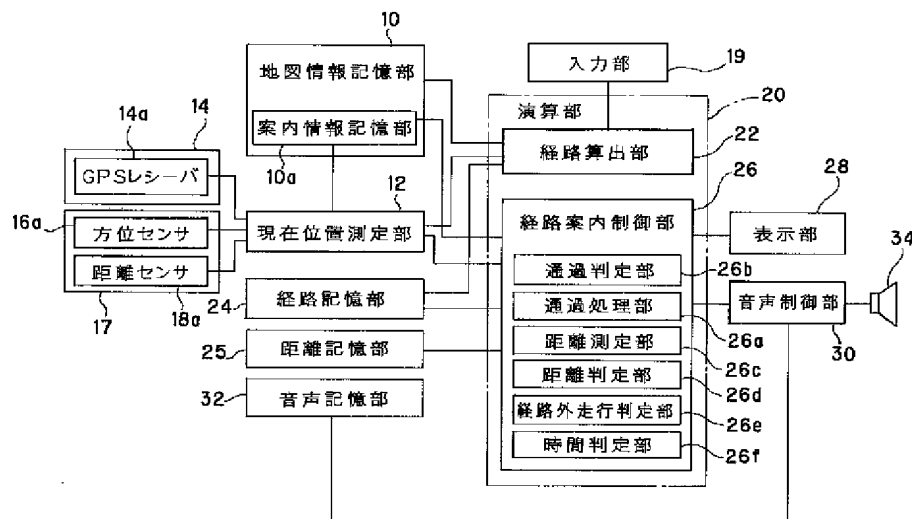 10
地図情報記憶部
案内情報記憶部
10a
入力部
19
演算部
20
経路算出部
22
14a
14
GPSレシーバ
16a
方位センサ
距離センサ
17
18a
12
現在位置測定部
24
経路記憶部
25
距離記憶部
32
音声記憶部
26
経路案内制御部
通過判定部
26b
通過処理部
26a
距離測定部
26c
距離判定部
26d
経路外走行判定部
26e
時間判定部
26f
28
表示部
34
音声制御部
30